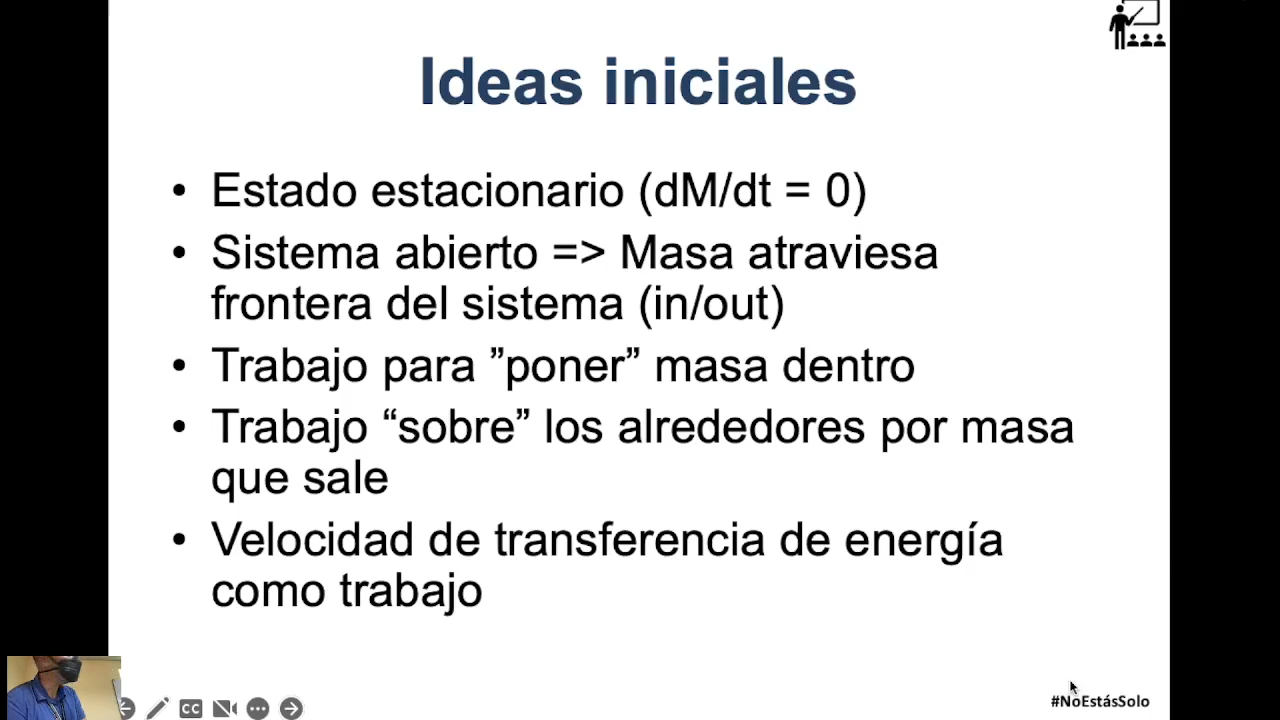 Ideas iniciales
• Estado estacionario (dM/dt = 0)
• Sistema abierto => Masa atraviesa
frontera del sistema (in/out)
• Trabajo para ”poner” masa dentro
• Trabajo “sobre” los alrededores por masa
que sale
• Velocidad de transferencia de energía
como trabajo
CC
#NoEstásSolo